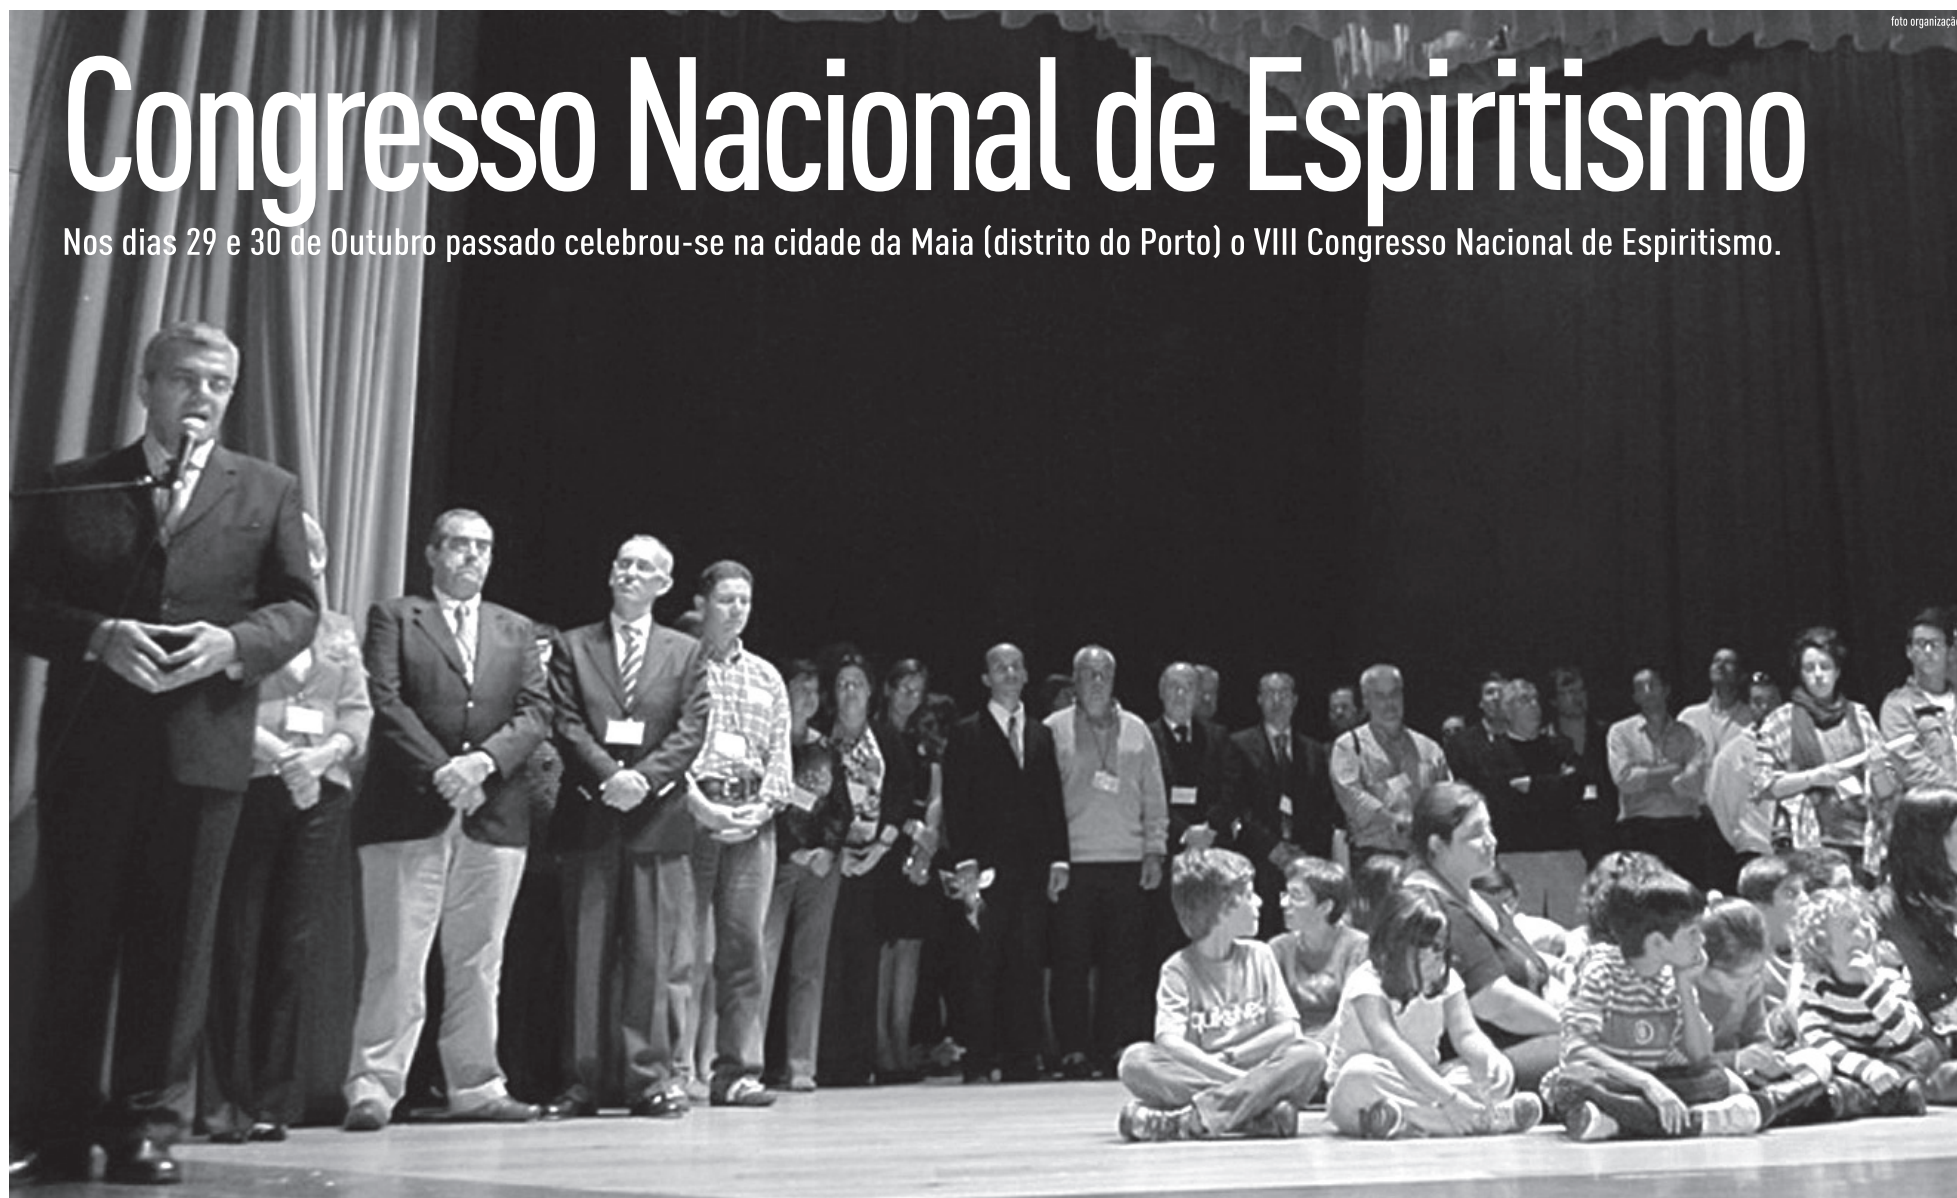 foto organização
Congresso Nacional de Espiritismo
Nos dias 29 e 30 de Outubro passado celebrou-se na cidade da Maia (distrito do Porto) o VIII Congresso Nacional de Espiritismo.